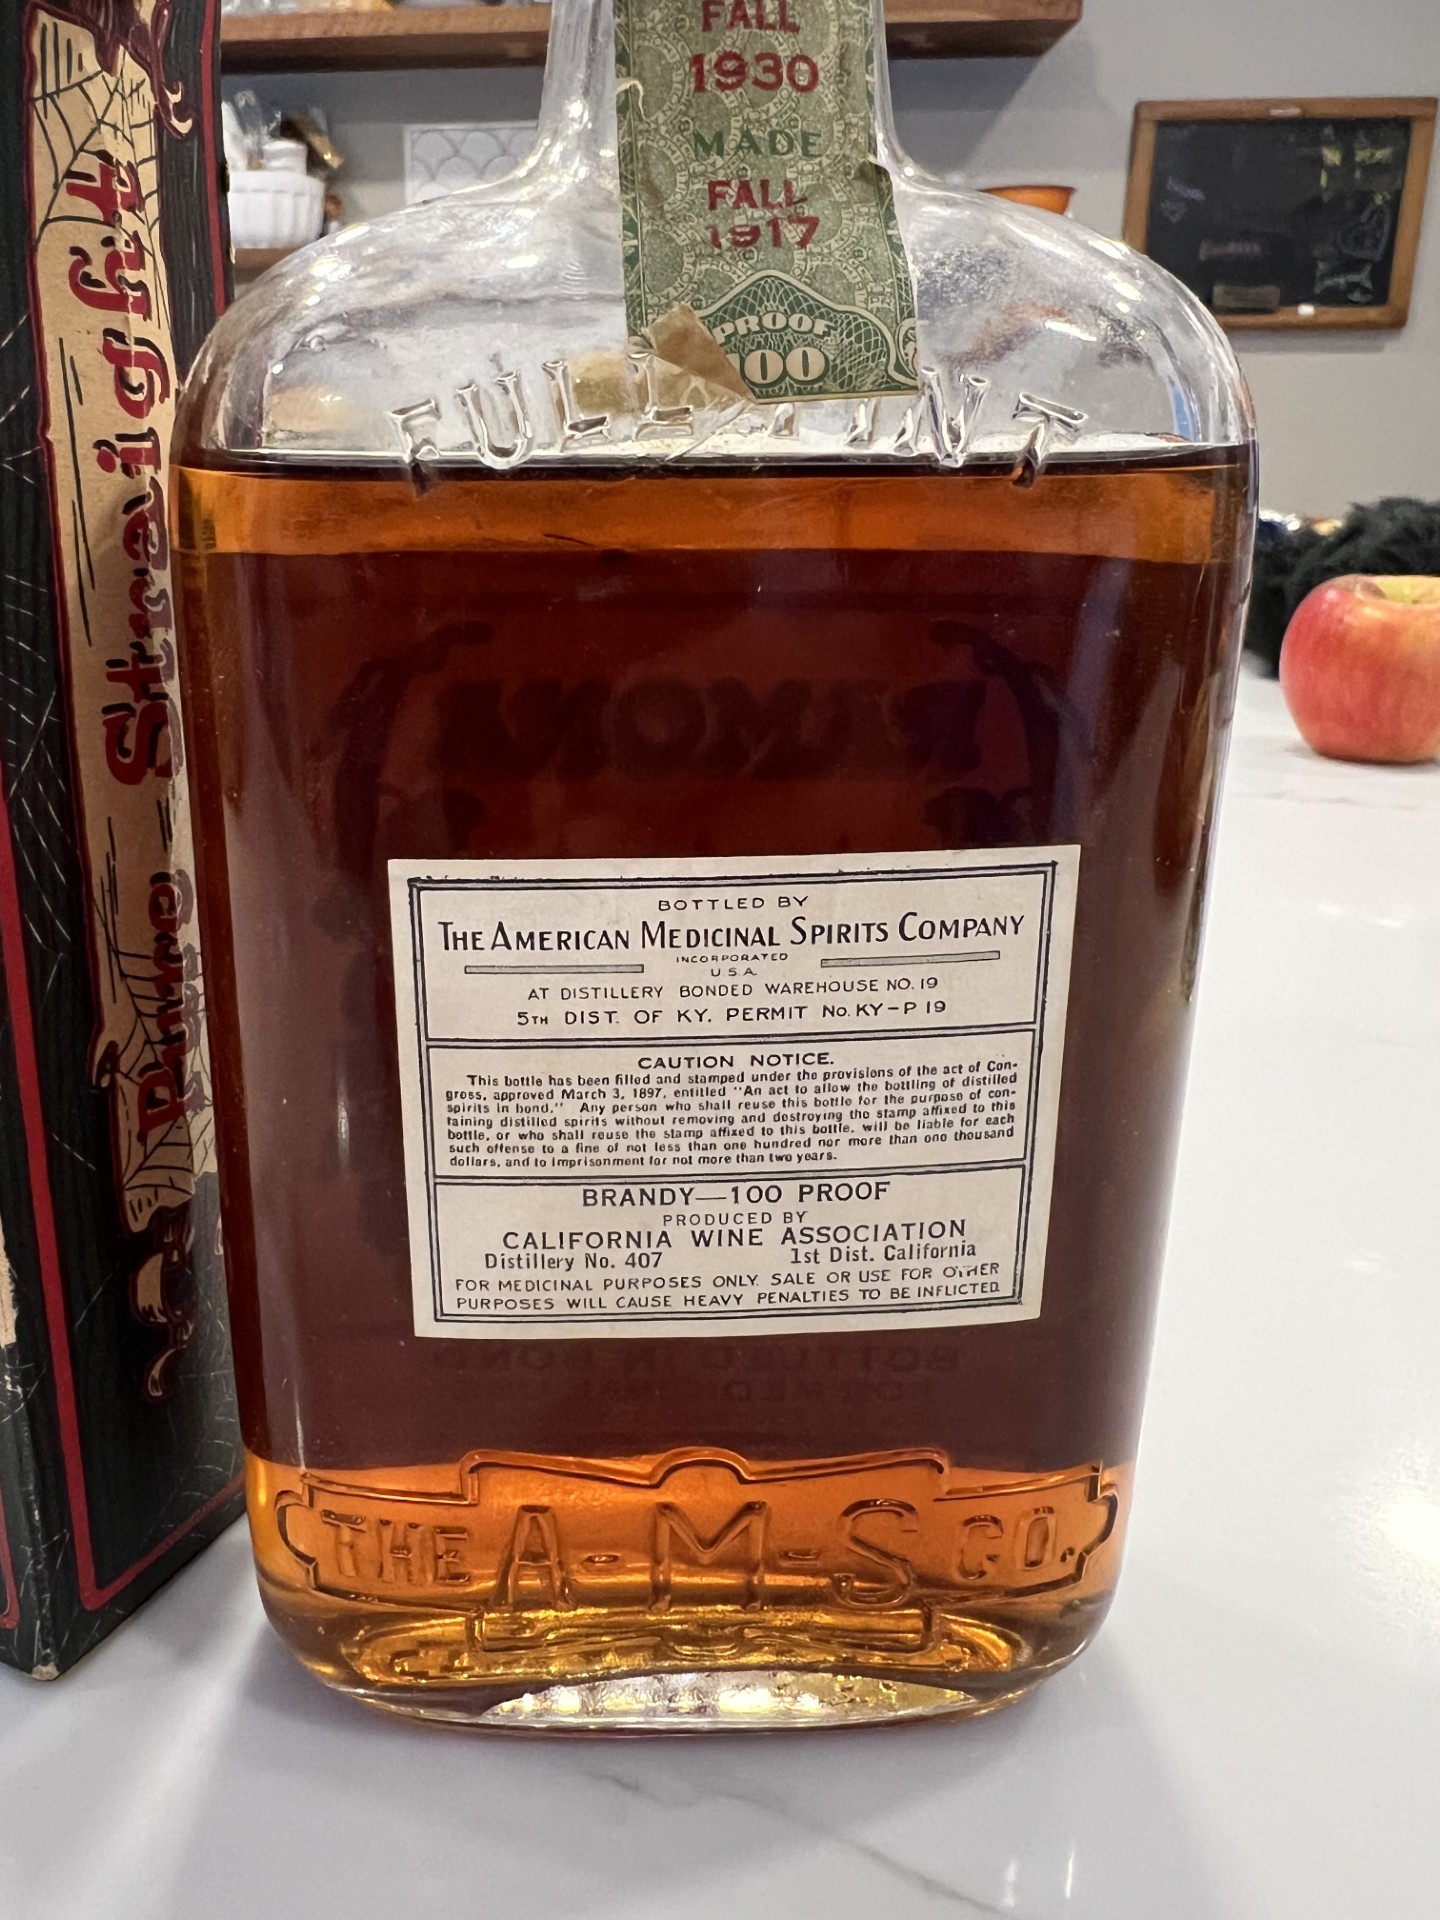 FALL
1930
MADE
FALL
1917
PROOF
100
FULL PINT
Straight
BOTTLED BY
THE AMERICAN MEDICINAL SPIRITS COMPANY
INCORPORATED
U.S.A.
AT DISTILLERY BONDED WAREHOUSE NO. 19
5TH DIST. OF KY. PERMIT No. KY-P 19
CAUTION NOTICE.
This bottle has been filled and stamped under the provisions of the act of Con-
gress, approved March 3, 1897, entitled "An act to allow the bottling of distilled
spirits in bond." Any person who shall reuse this bottle for the purpose of con-
taining distilled spirits without removing and destroying the stamp affixed to this
bottle, or who shall reuse the stamp affixed to this bottle, will be liable for each
such offense to a fine of not less than one hundred nor more than one thousand
dollars, and to imprisonment for not more than two years.
BRANDY—100 PROOF
PRODUCED BY
CALIFORNIA WINE ASSOCIATION
Distillery No. 407 1st Dist. California
FOR MEDICINAL PURPOSES ONLY. SALE OR USE FOR OTHER
PURPOSES WILL CAUSE HEAVY PENALTIES TO BE INFLICTED
BOTTLED IN BOND
THE A-M-S CO.